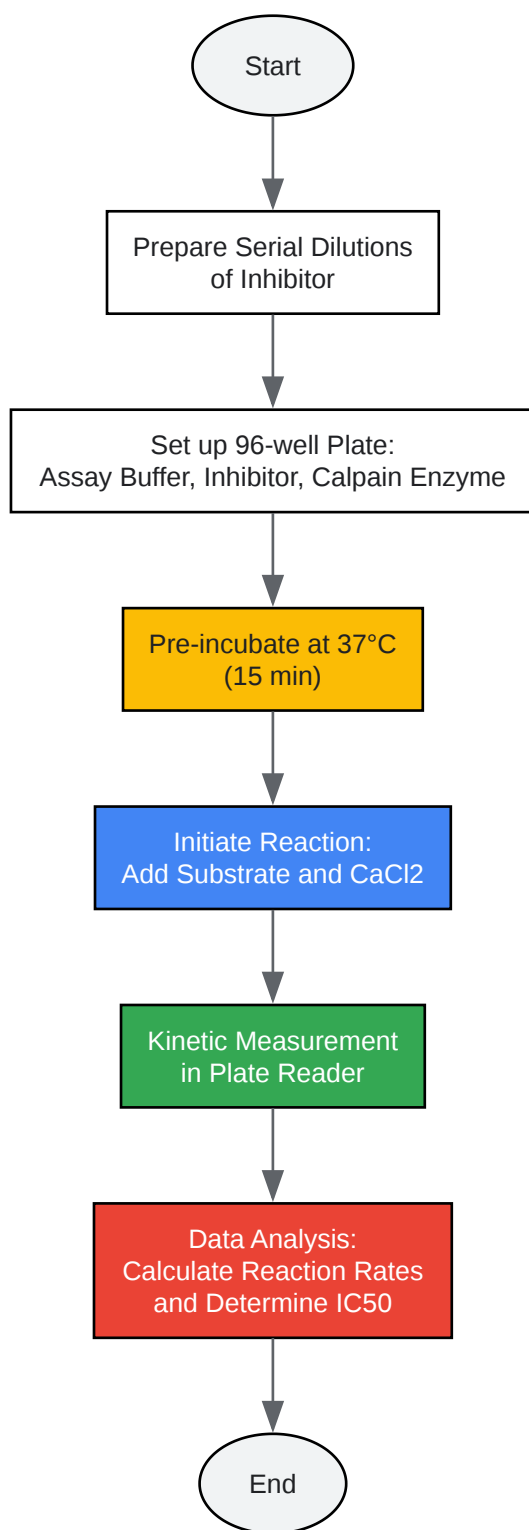 Start
Prepare Serial Dilutions
of Inhibitor
Set up 96-well Plate:
Assay Buffer, Inhibitor, Calpain Enzyme
Pre-incubate at 37°C
(15 min)
Initiate Reaction:
Add Substrate and CaCl2
Kinetic Measurement
in Plate Reader
Data Analysis:
Calculate Reaction Rates
and Determine IC50
End